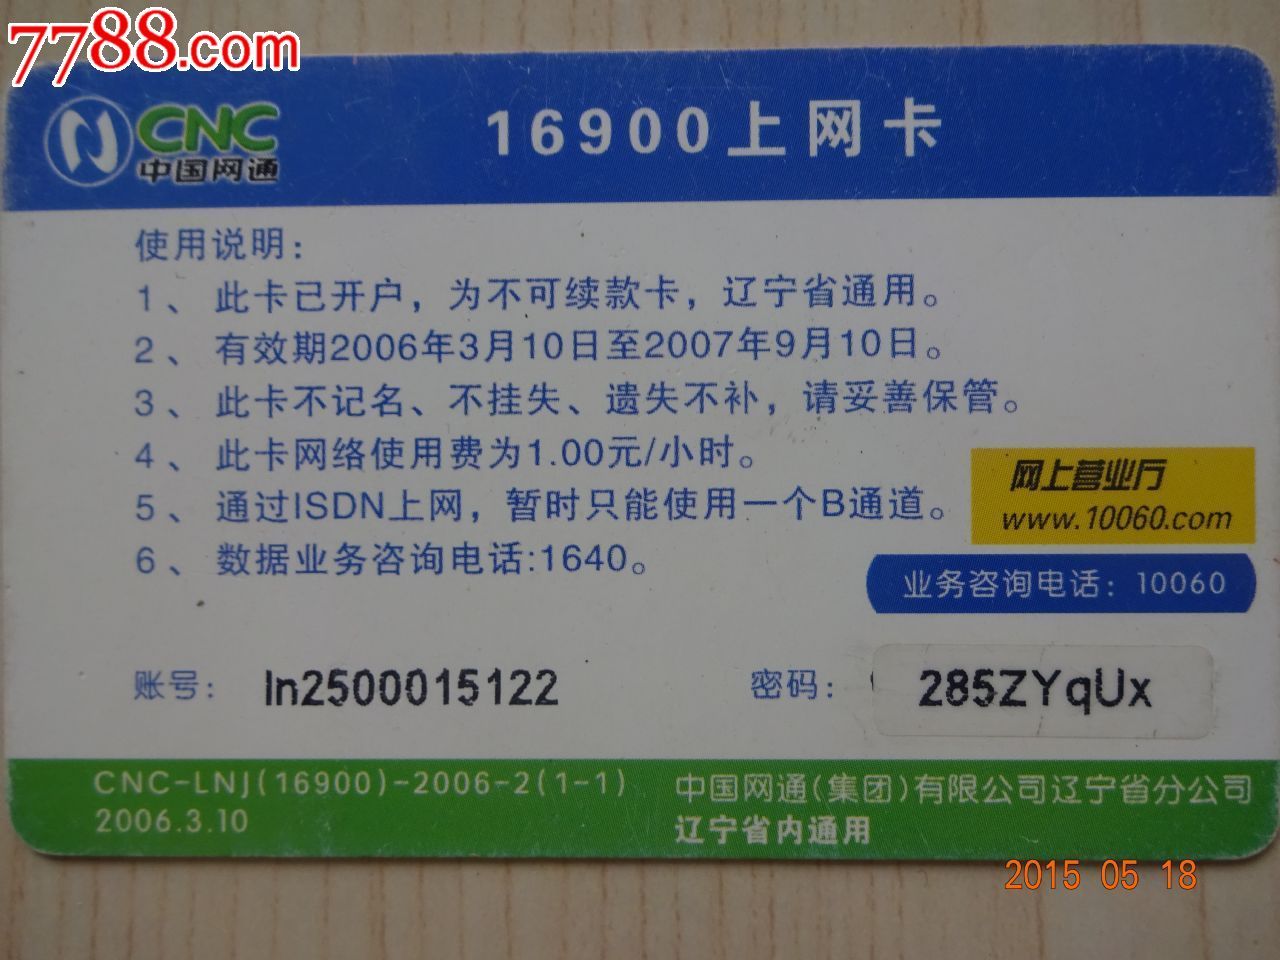 7788.com
CNC
中国网通
16900上网卡
使用说明：
1、此卡已开户，为不可续款卡，辽宁省通用。
2、有效期2006年3月10日至2007年9月10日。
3、此卡不记名、不挂失、遗失不补，请妥善保管。
4、此卡网络使用费为1.00元/小时。
5、通过ISDN上网，暂时只能使用一个B通道。
6、数据业务咨询电话:1640。
网上营业厅
www.10060.com
业务咨询电话：10060
账号： ln2500015122
密码： 285ZYqUx
CNC-LNJ(16900)-2006-2(1-1)
2006.3.10
中国网通(集团)有限公司辽宁省分公司
辽宁省内通用
2015 05 18